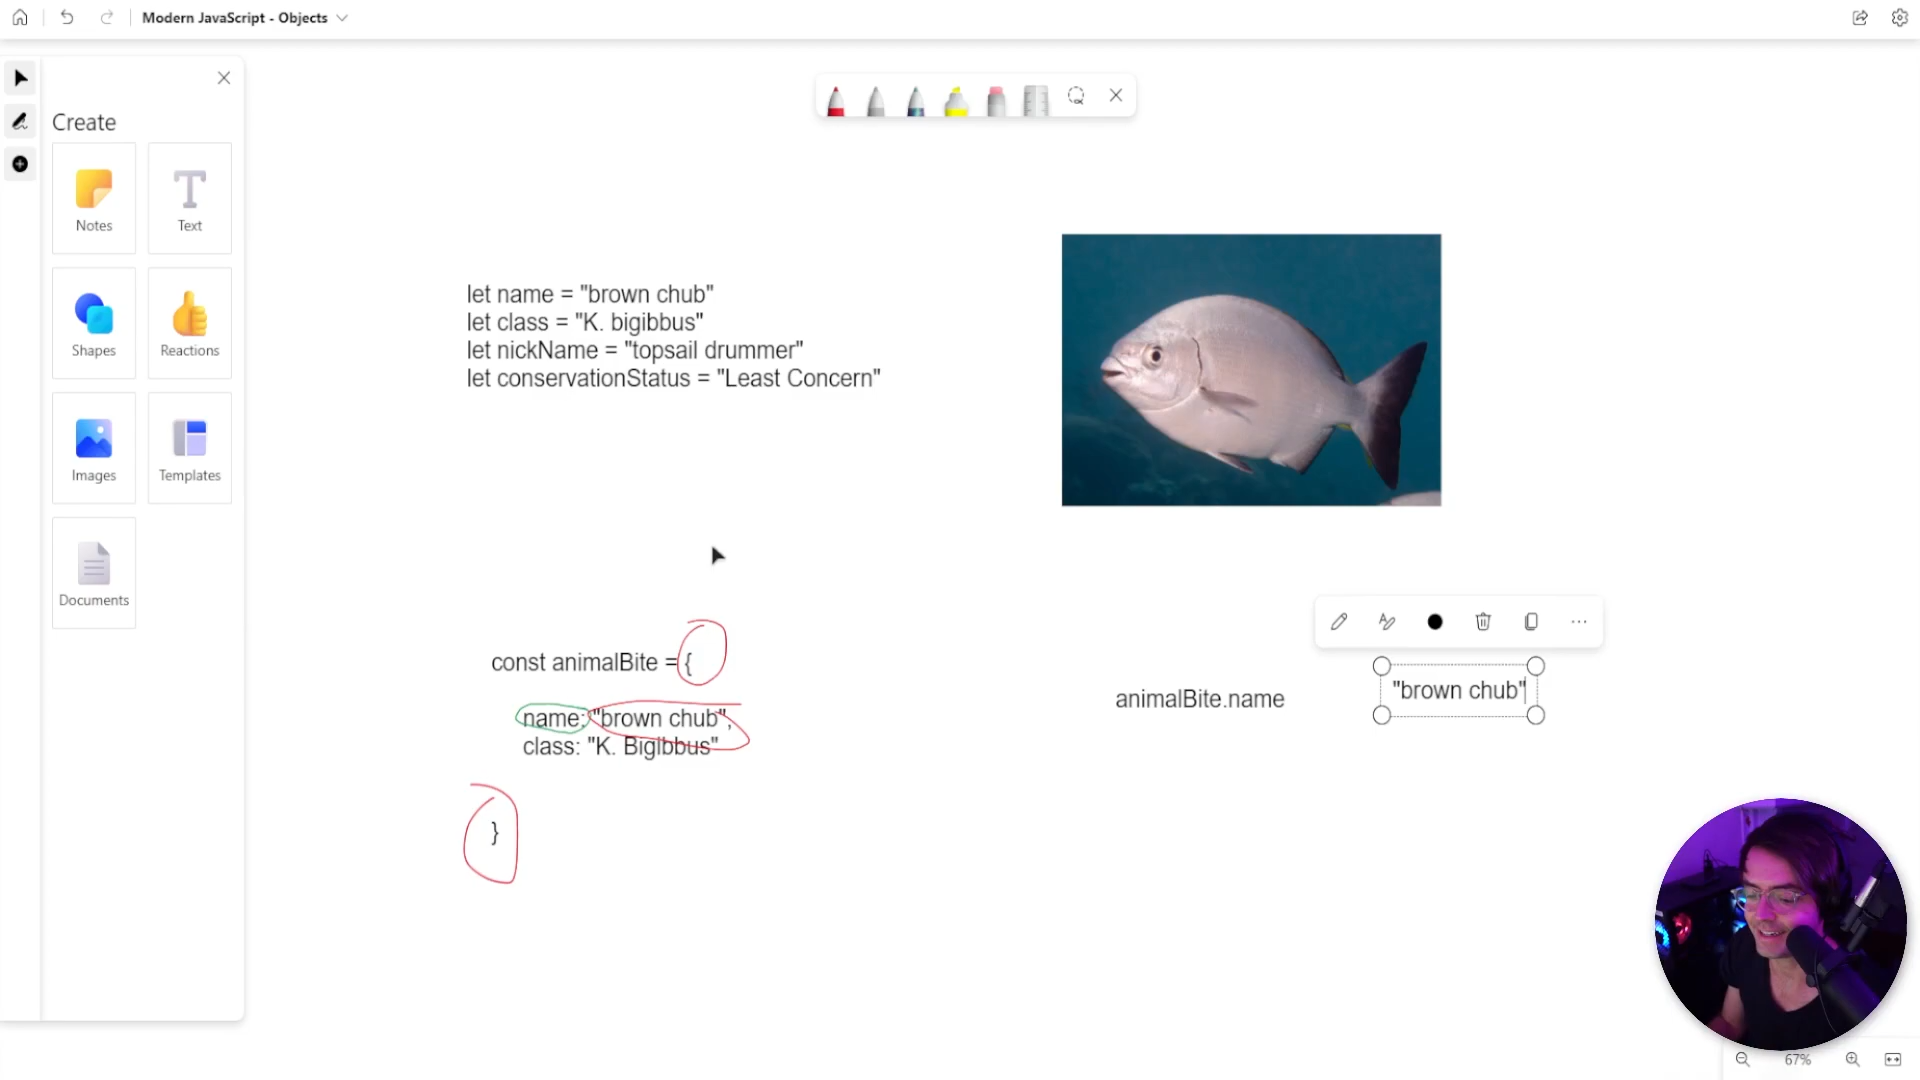 Modern JavaScript - Objects
Create
Notes
Text
Shapes
Reactions
Images
Templates
Documents
let name = "brown chub"
let class = "K. bigibbus"
let nickName = "topsail drummer"
let conservationStatus = "Least Concern"
const animalBite = {
name: "brown chub",
class: "K. Bigibbus"
}
animalBite.name
"brown chub"
67%